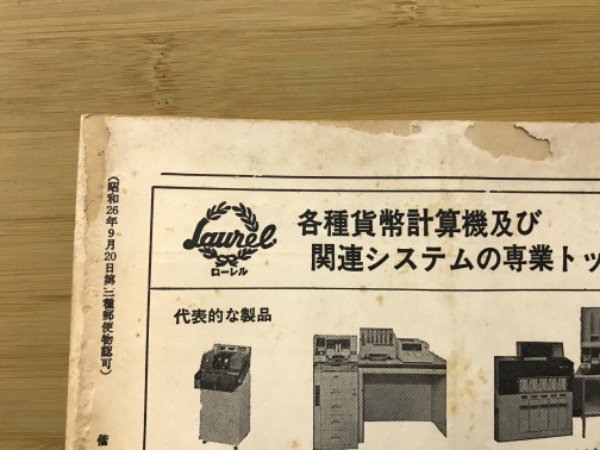 (昭和26年9月20日第三種郵便物認可)
Laurel
ローレル
各種貨幣計算機及び
関連システムの専業トッ
代表的な製品